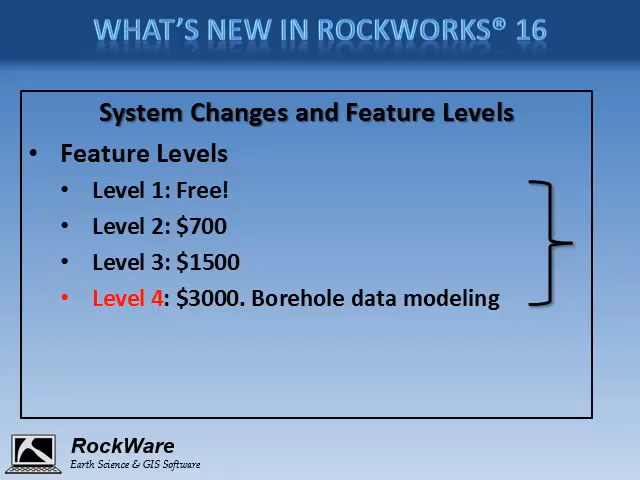 WHAT'S NEW IN ROCKWORKS® 16
System Changes and Feature Levels
• Feature Levels
• Level 1: Free!
• Level 2: $700
• Level 3: $1500
• Level 4: $3000. Borehole data modeling
RockWare
Earth Science & GIS Software